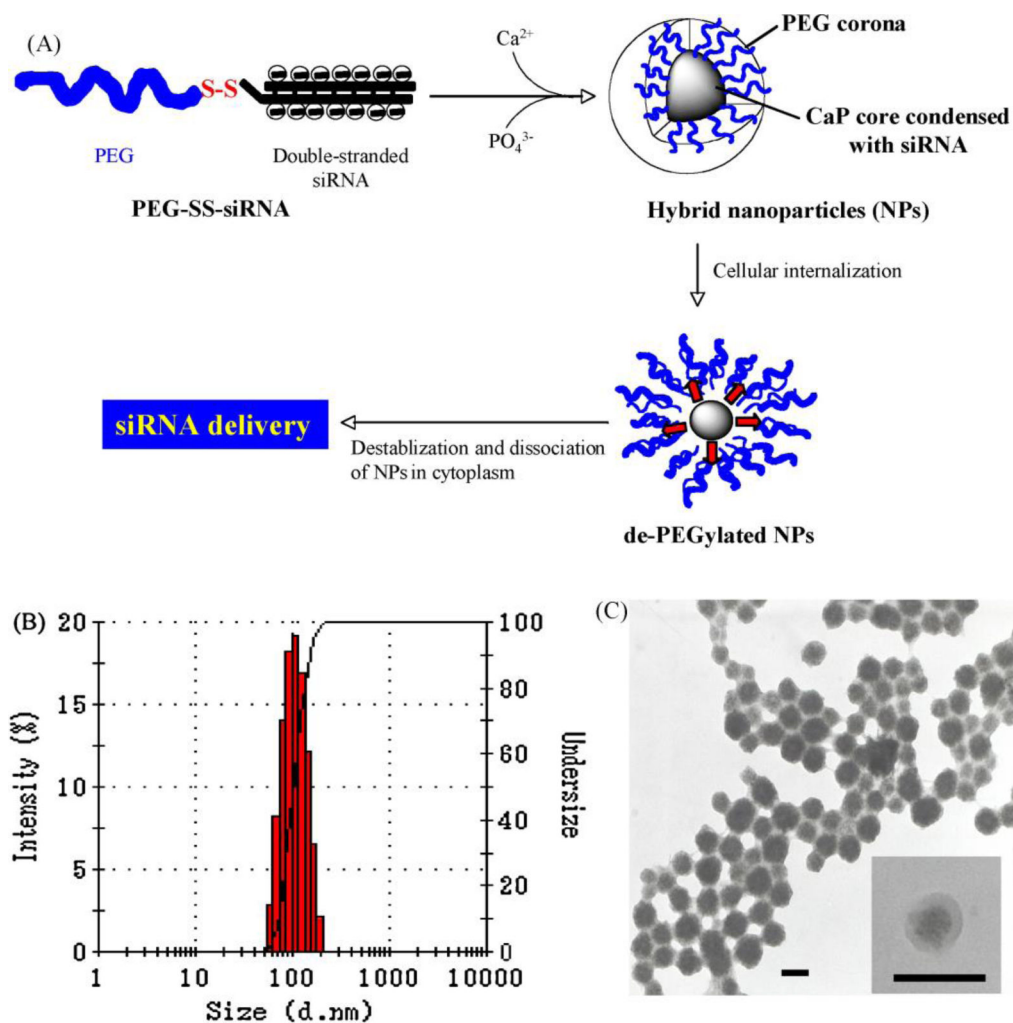 (A)
Ca²⁺
PO₄³⁻
S-S
PEG
Double-stranded
siRNA
PEG-SS-siRNA
PEG corona
CaP core condensed
with siRNA
Hybrid nanoparticles (NPs)
Cellular internalization
siRNA delivery
Destablization and dissociation
of NPs in cytoplasm
de-PEGylated NPs
(B)
20
15
10
5
0
Intensity (%)
100
80
60
40
20
0
Undersize
1 10 100 1000 10000
Size (d.nm)
(C)